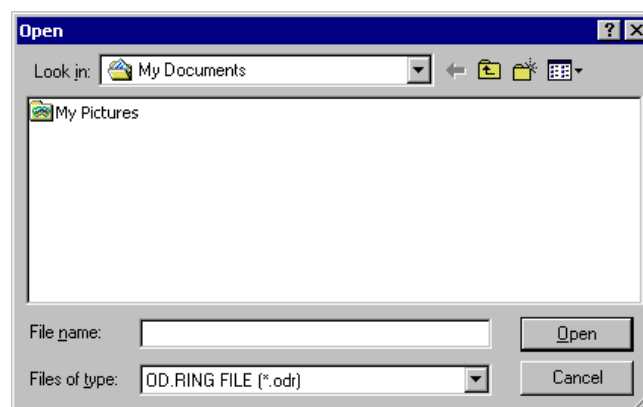 Open
Look in: My Documents
My Pictures
File name: Open
Files of type: OD.RING FILE (*.odr) Cancel